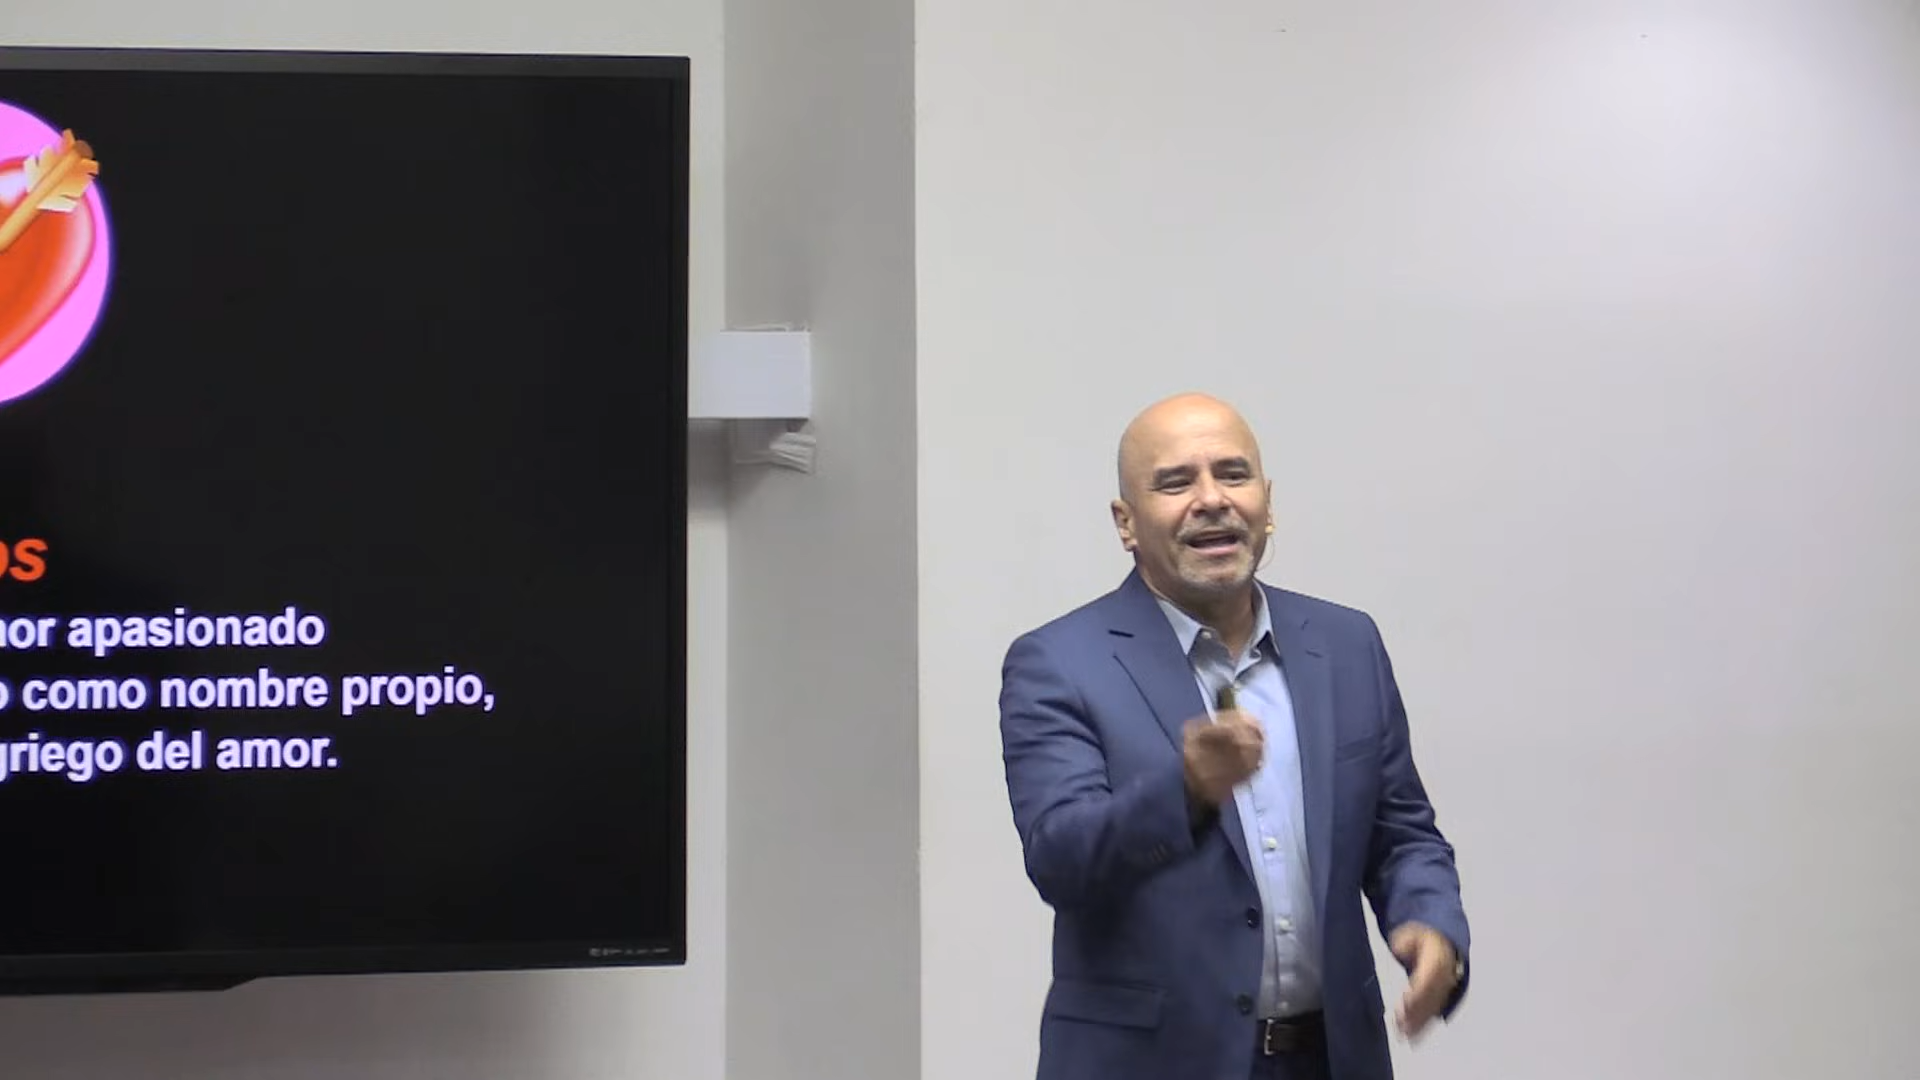 os
mor apasionado
o como nombre propio,
griego del amor.